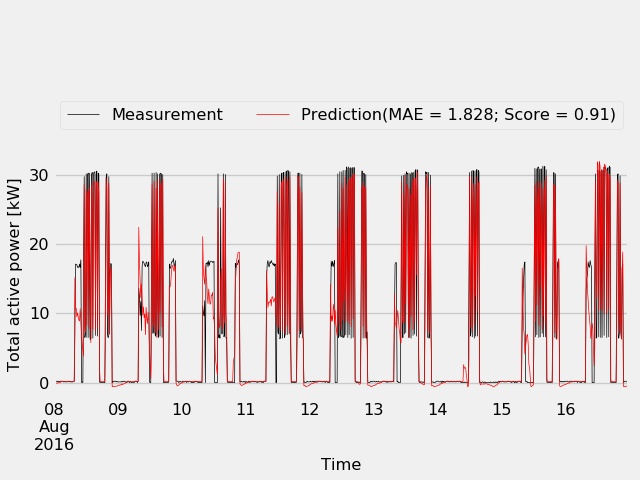 Measurement
Prediction(MAE = 1.828; Score = 0.91)
Total active power [kW]
30
20
10
0
08 09 10 11 12 13 14 15 16
Aug
2016
Time